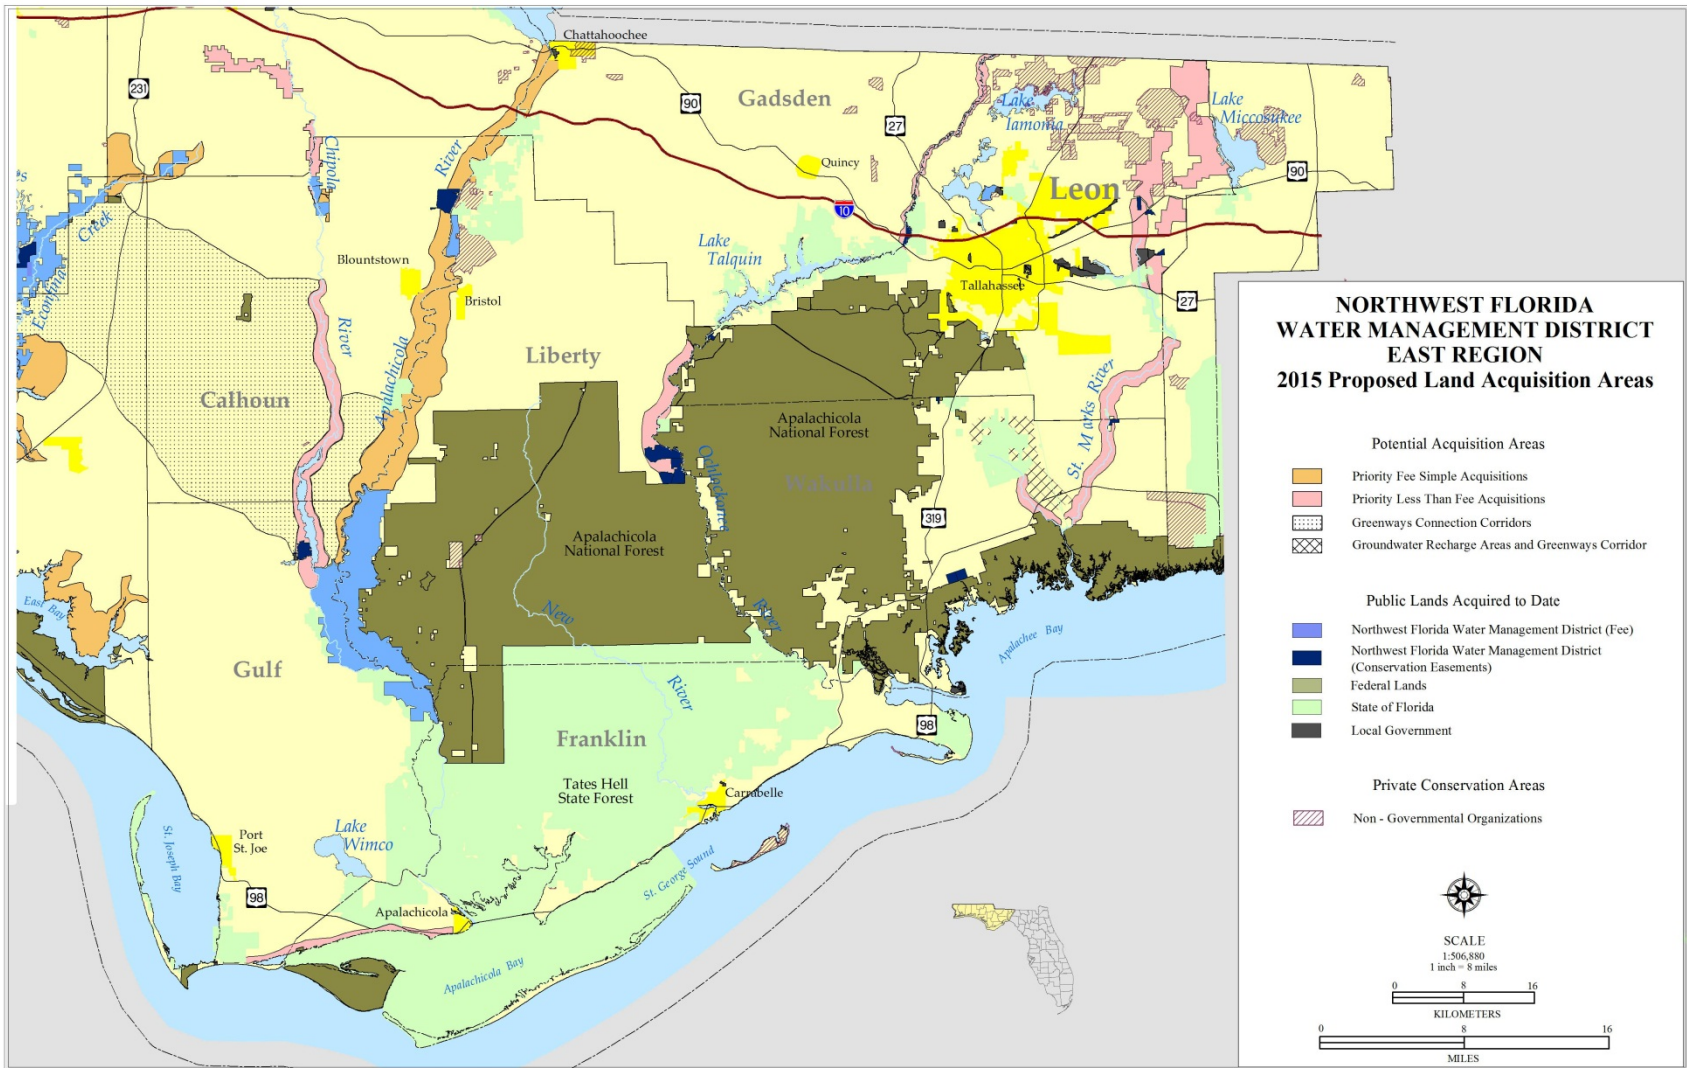 Chattahoochee
231
90
Gadsden
27
Lake
Iamonia
Lake
Miccosukee
Chipola
River
Quincy
90
Leon
10
Creek
Econfina
Lake
Talquin
Blountstown
Bristol
Tallahassee
27
River
Apalachicola
Liberty
Calhoun
St. Marks River
Apalachicola
National Forest
Ochlockonee
Wakulla
319
Apalachicola
National Forest
East Bay
New
River
Apalachee Bay
Gulf
River
98
Franklin
Tates Hell
State Forest
Carrabelle
Port
St. Joe
Lake
Wimco
St. Joseph Bay
St. George Sound
98
Apalachicola
Apalachicola Bay
NORTHWEST FLORIDA
WATER MANAGEMENT DISTRICT
EAST REGION
2015 Proposed Land Acquisition Areas
Potential Acquisition Areas
Priority Fee Simple Acquisitions
Priority Less Than Fee Acquisitions
Greenways Connection Corridors
Groundwater Recharge Areas and Greenways Corridor
Public Lands Acquired to Date
Northwest Florida Water Management District (Fee)
Northwest Florida Water Management District
(Conservation Easements)
Federal Lands
State of Florida
Local Government
Private Conservation Areas
Non - Governmental Organizations
SCALE
1:506,880
1 inch = 8 miles
0 8 16
KILOMETERS
0 8 16
MILES